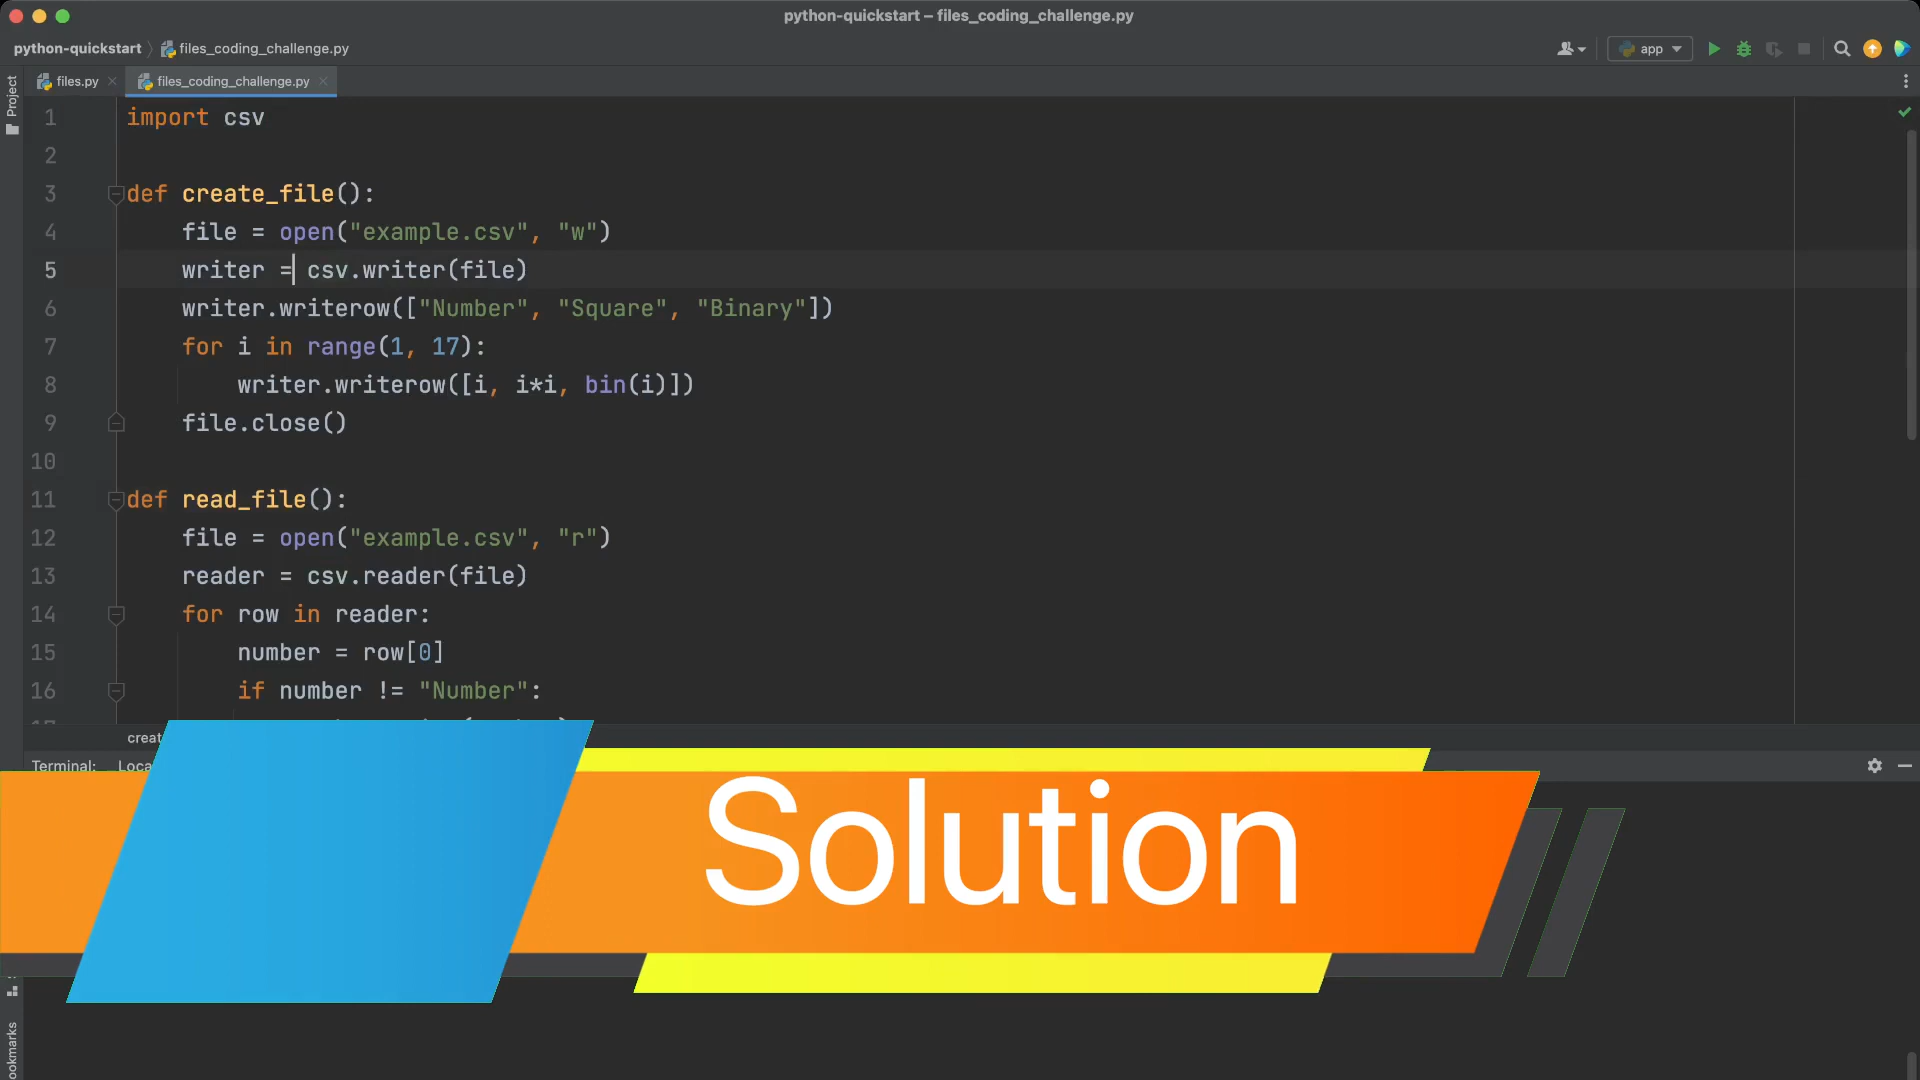 python-quickstart – files_coding_challenge.py
python-quickstart files_coding_challenge.py
app
files.py files_coding_challenge.py
Project
1 import csv
2
3 def create_file():
4 file = open("example.csv", "w")
5 writer = csv.writer(file)
6 writer.writerow(["Number", "Square", "Binary"])
7 for i in range(1, 17):
8 writer.writerow([i, i*i, bin(i)])
9 file.close()
10
11 def read_file():
12 file = open("example.csv", "r")
13 reader = csv.reader(file)
14 for row in reader:
15 number = row[0]
16 if number != "Number":
creat
Terminal: Loca
Solution
ookmarks